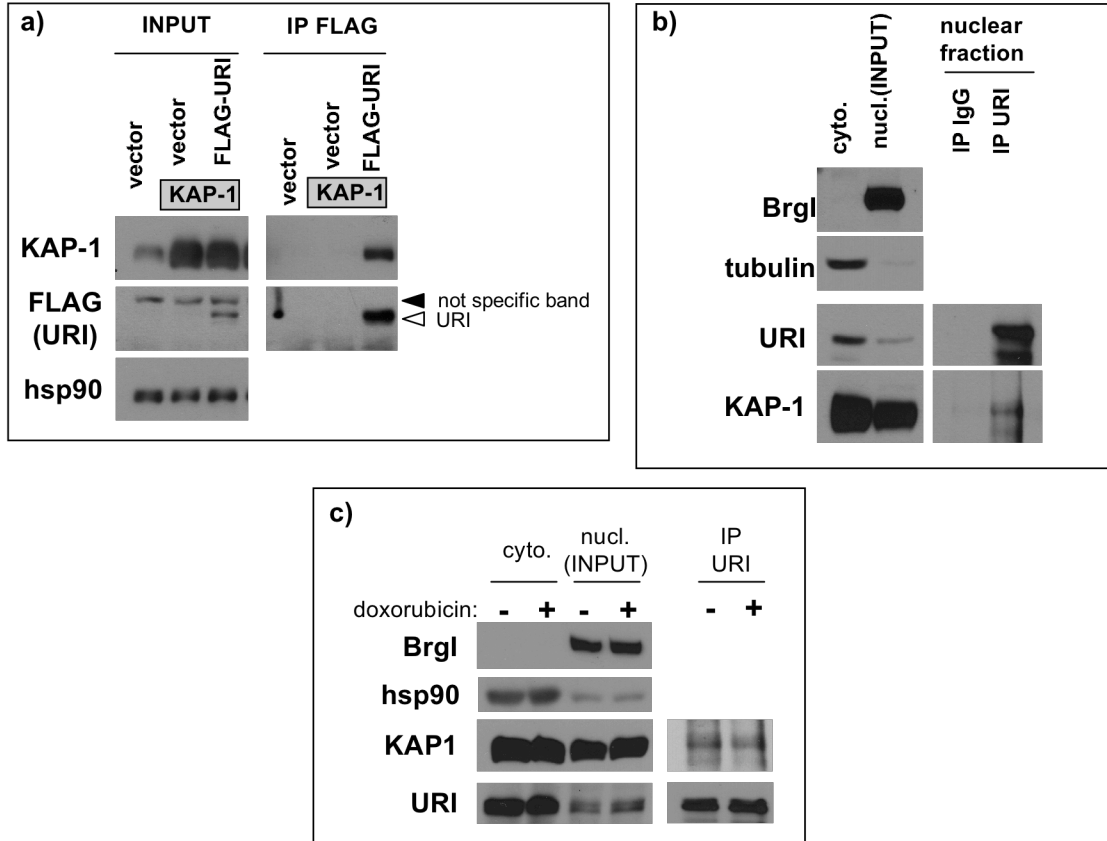 a)
INPUT
IP FLAG
vector
vector
FLAG-URI
vector
vector
FLAG-URI
KAP-1
KAP-1
KAP-1
FLAG
(URI)
not specific band
URI
hsp90
b)
cyto.
nucl.(INPUT)
nuclear
fraction
IP IgG
IP URI
BrgI
tubulin
URI
KAP-1
c)
cyto.
nucl.
(INPUT)
IP
URI
doxorubicin: - + - + - +
BrgI
hsp90
KAP1
URI